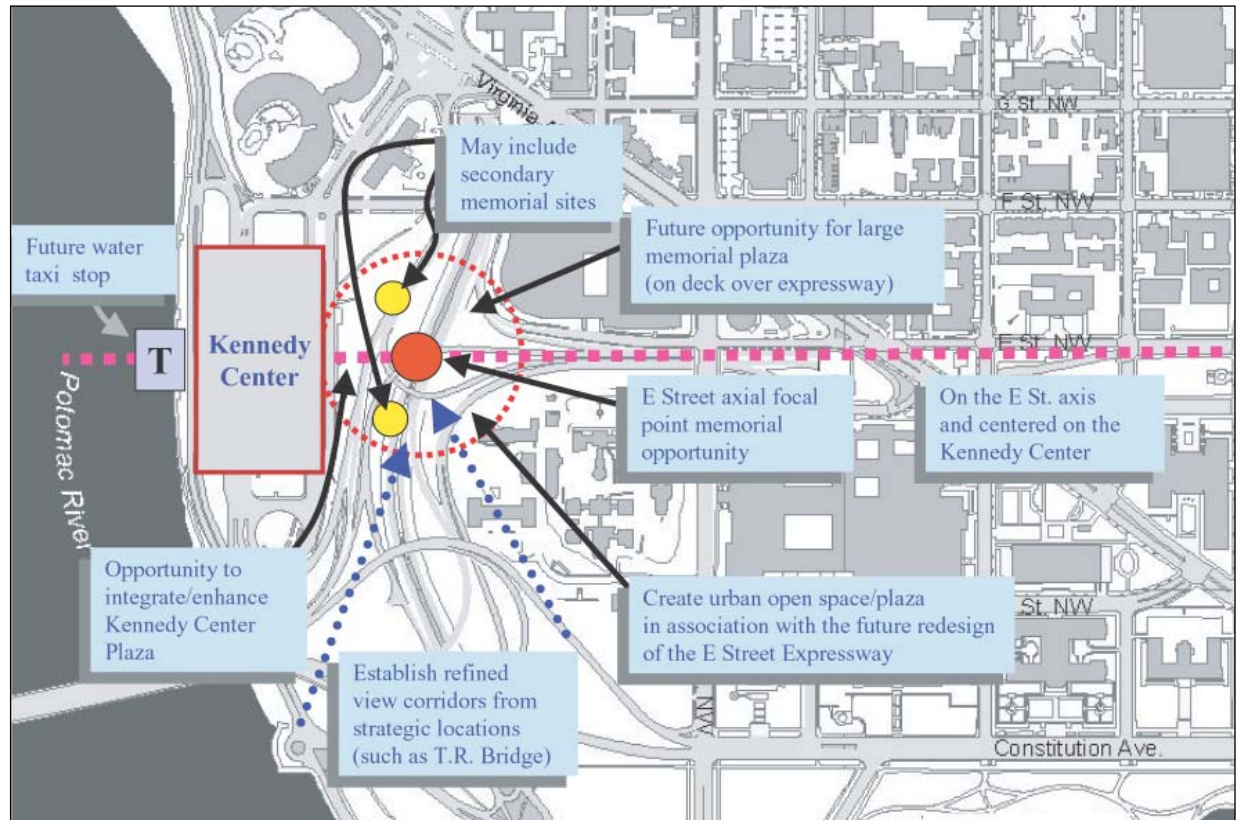 Virginia
G St. NW
May include
secondary
memorial sites
F St. NW
Future water
taxi stop
Future opportunity for large
memorial plaza
(on deck over expressway)
T
Kennedy
Center
E St. NW
Potomac River
E Street axial focal
point memorial
opportunity
On the E St. axis
and centered on the
Kennedy Center
Opportunity to
integrate/enhance
Kennedy Center
Plaza
Create urban open space/plaza
in association with the future redesign
of the E Street Expressway
St. NW
Establish refined
view corridors from
strategic locations
(such as T.R. Bridge)
NW
Constitution Ave.